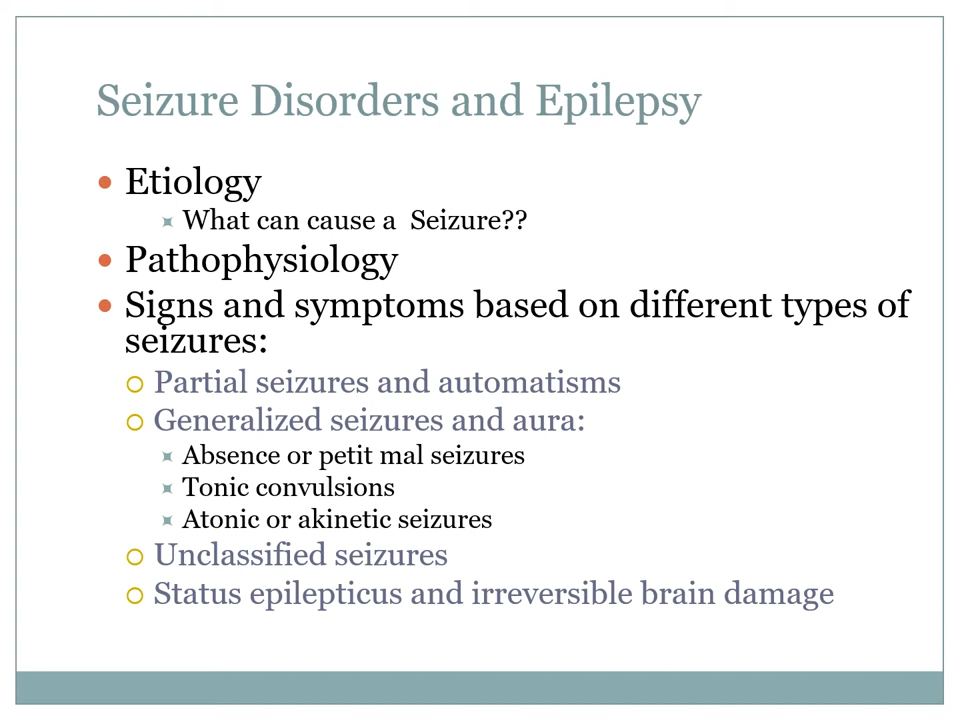 Seizure Disorders and Epilepsy
Etiology
What can cause a  Seizure??
Pathophysiology
Signs and symptoms based on different types of
seizures:
Partial seizures and automatisms
Generalized seizures and aura:
Absence or petit mal seizures
Tonic convulsions
Atonic or akinetic seizures
Unclassified seizures
Status epilepticus and irreversible brain damage